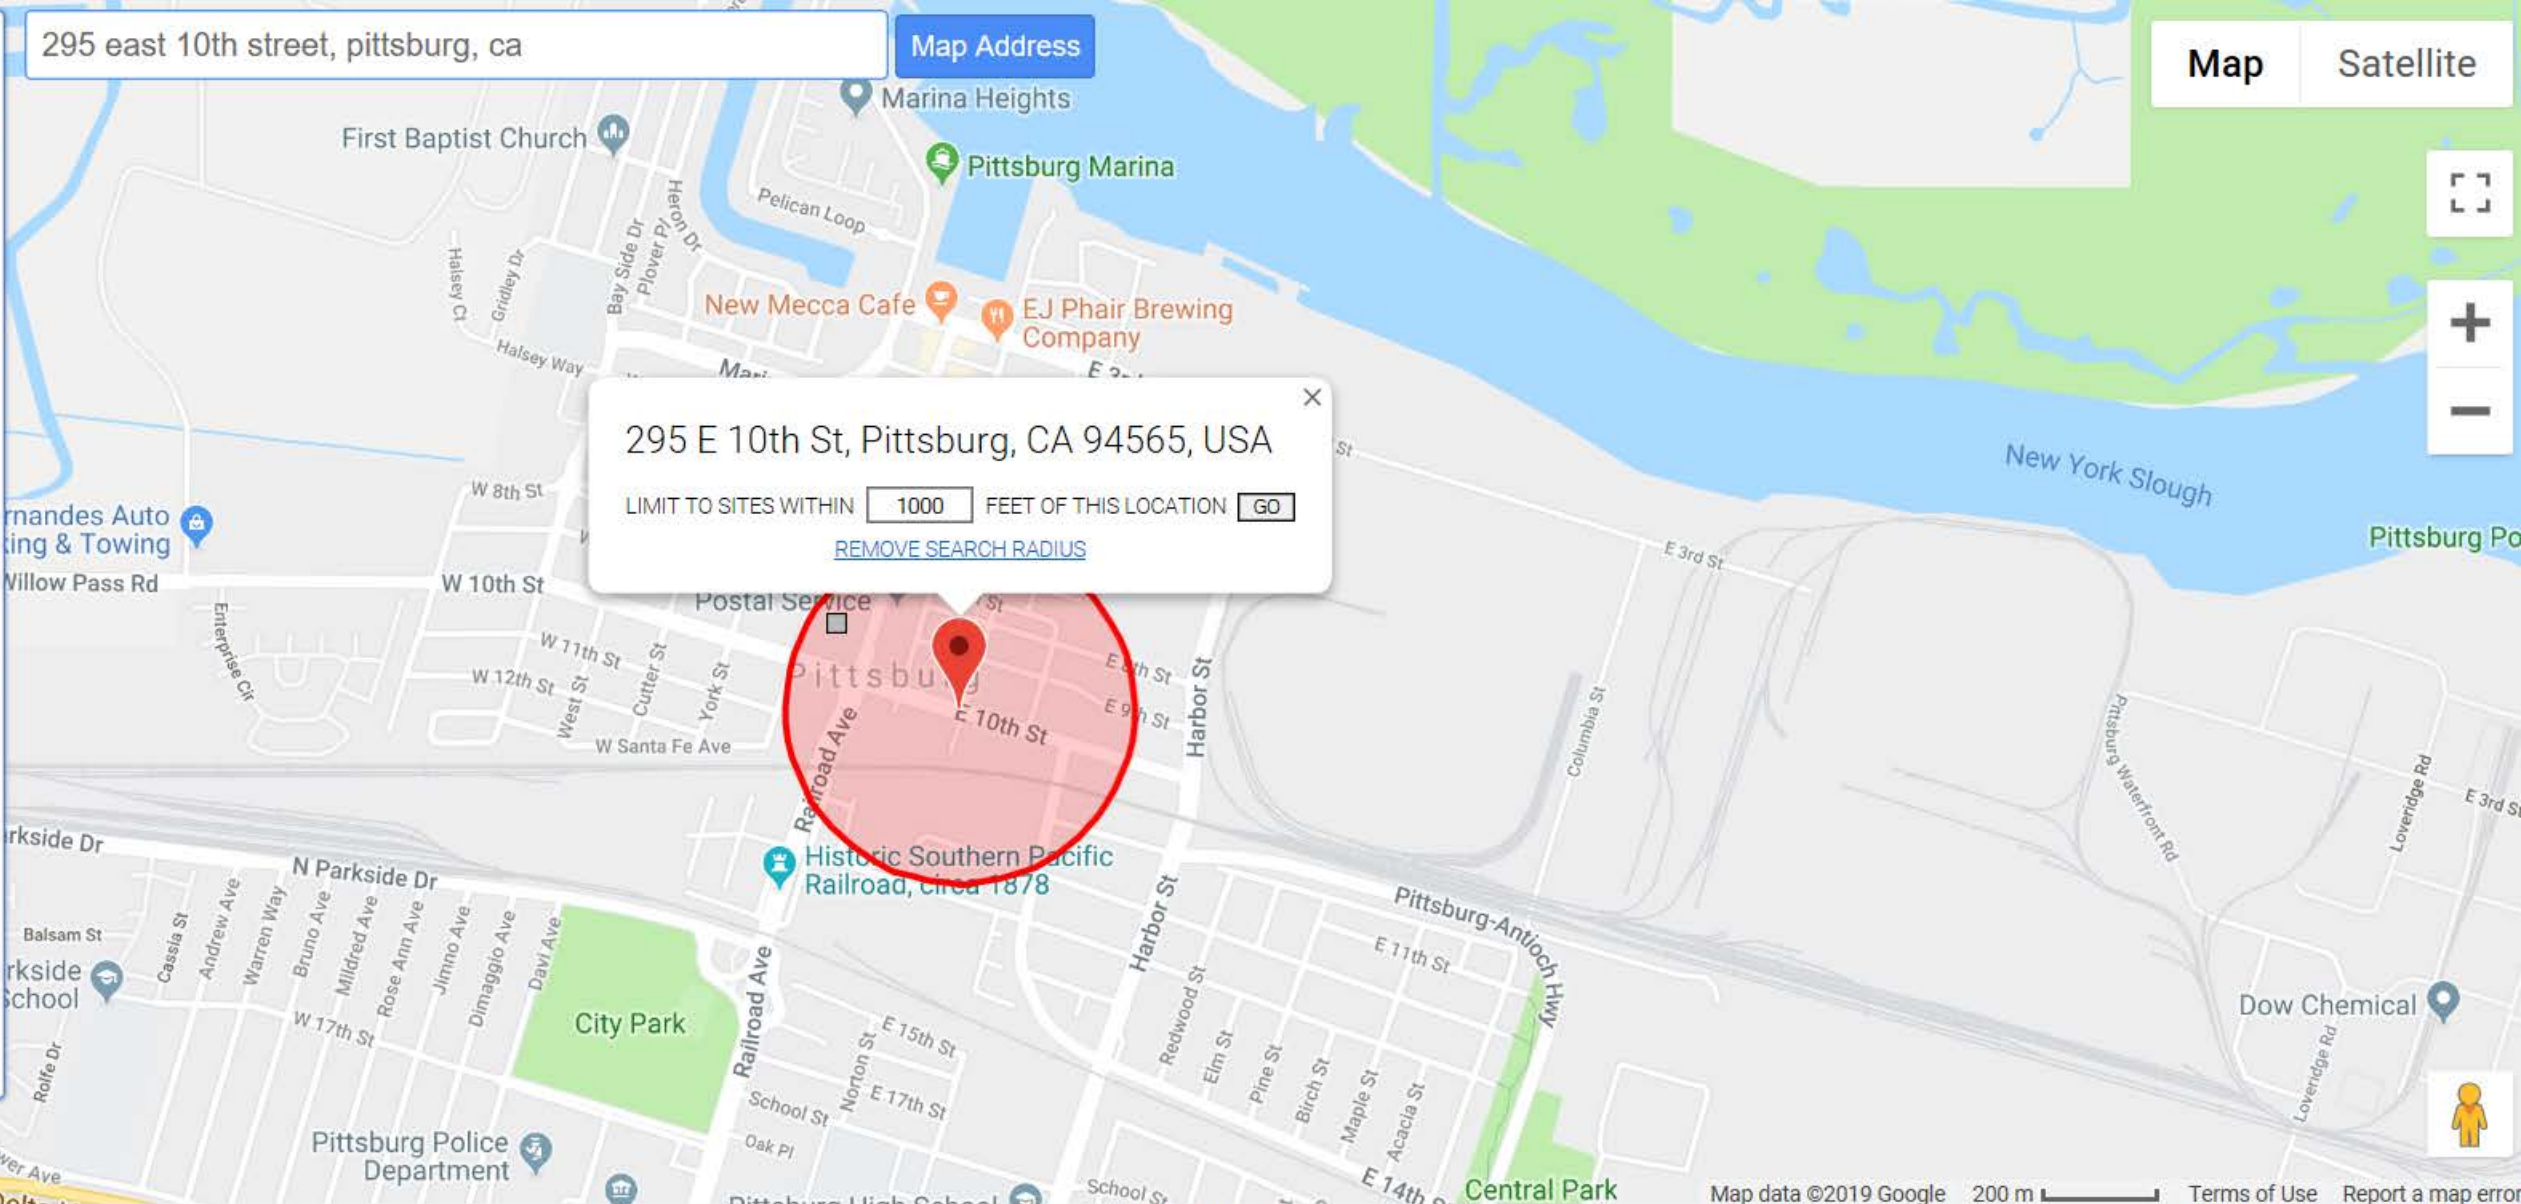 295 east 10th street, pittsburg, ca
Map Address
Map
Satellite
Marina Heights
First Baptist Church
Pittsburg Marina
Heron Dr
Pelican Loop
Bay Side Dr
Plover Pl
Halsey Ct
Gridley Dr
New Mecca Cafe
EJ Phair Brewing
Company
Halsey Way
295 E 10th St, Pittsburg, CA 94565, USA
LIMIT TO SITES WITHIN 1000 FEET OF THIS LOCATION GO
REMOVE SEARCH RADIUS
St
New York Slough
W 8th St
rnandes Auto
ing & Towing
Pittsburg Po
E 3rd St
Willow Pass Rd
W 10th St
Postal Service
St
Enterprise Cir
W 11th St
W 12th St
West St
Cutter St
York St
Pittsburg
E 8th St
E 9th St
E 10th St
Harbor St
W Santa Fe Ave
Railroad Ave
Columbia St
Pittsburg Waterfront Rd
Loveridge Rd
E 3rd St
rkside Dr
N Parkside Dr
Historic Southern Pacific
Railroad, circa 1878
Pittsburg-Antioch Hwy
Balsam St
Cassia St
Andrew Ave
Warren Way
Bruno Ave
Mildred Ave
Rose Ann Ave
Jimno Ave
Dimaggio Ave
Davi Ave
Harbor St
E 11th St
rkside
School
Railroad Ave
Redwood St
Dow Chemical
W 17th St
City Park
E 15th St
Norton St
Elm St
Pine St
Birch St
Maple St
Acacia St
Rolfe Dr
E 17th St
School St
Oak Pl
Loveridge Rd
Pittsburg Police
Department
wer Ave
Pittsburg High School
School St
E 14th
Central Park
Map data ©2019 Google
200 m
Terms of Use
Report a map error